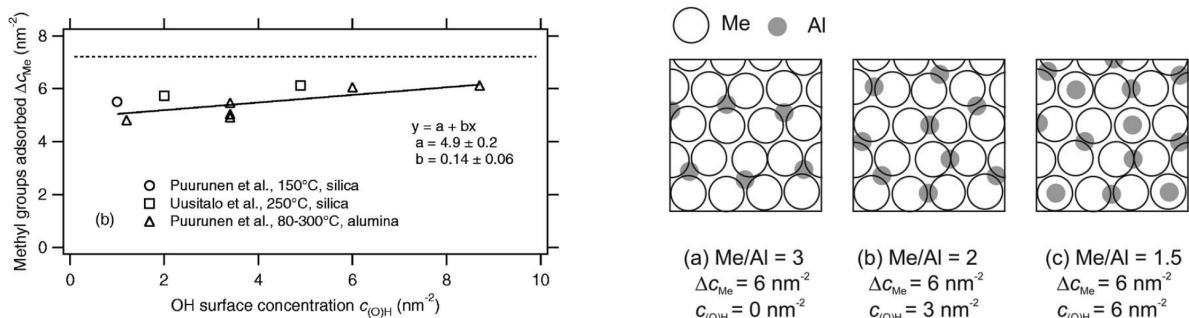 Methyl groups adsorbed Δc_Me (nm⁻²)
8
6
4
2
0
y = a + bx
a = 4.9 ± 0.2
b = 0.14 ± 0.06
Puurunen et al., 150°C, silica
Uusitalo et al., 250°C, silica
Puurunen et al., 80-300°C, alumina
(b)
0 2 4 6 8 10
OH surface concentration c_(O)H (nm⁻²)
Me Al
(a) Me/Al = 3
Δc_Me = 6 nm⁻²
c_(O)H = 0 nm⁻²
(b) Me/Al = 2
Δc_Me = 6 nm⁻²
c_(O)H = 3 nm⁻²
(c) Me/Al = 1.5
Δc_Me = 6 nm⁻²
c_(O)H = 6 nm⁻²